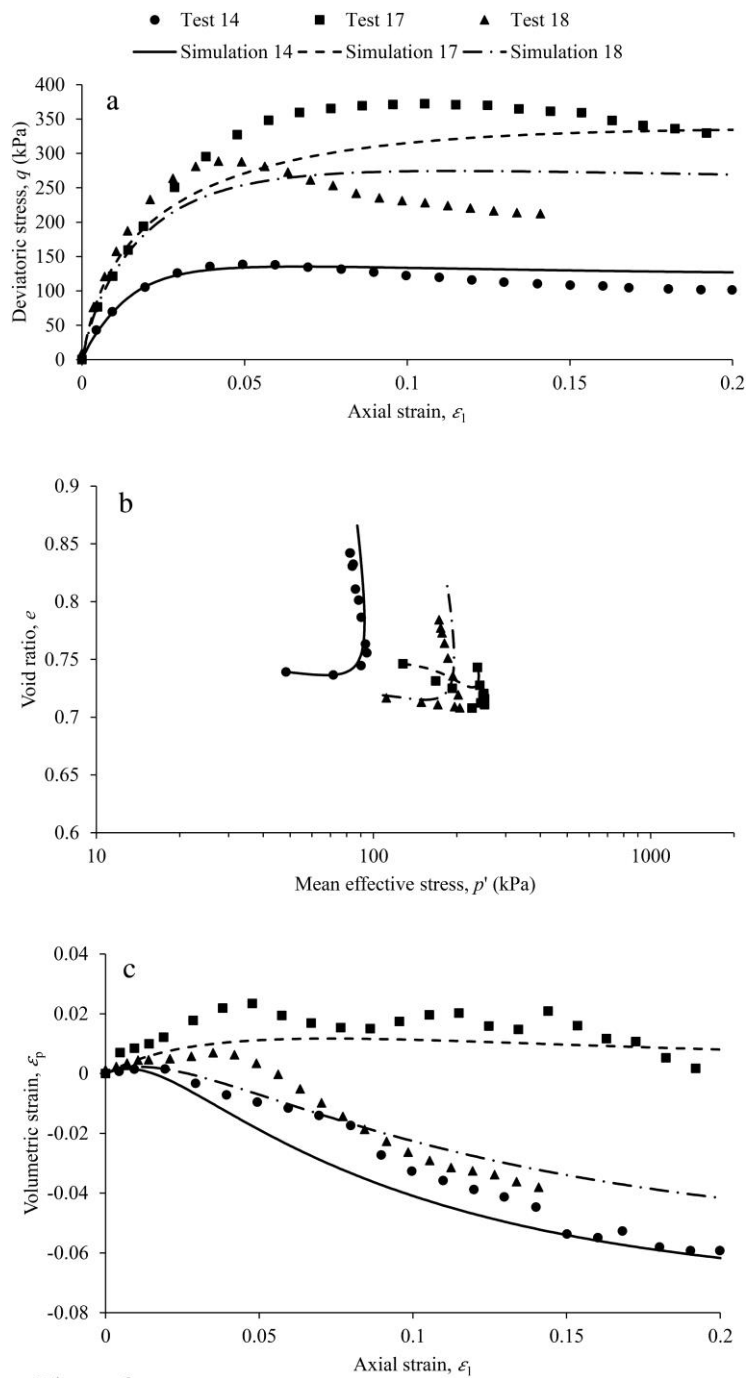 Test 14 Test 17 Test 18
Simulation 14 Simulation 17 Simulation 18
a
400
350
300
250
200
150
100
50
0
Deviatoric stress, q (kPa)
0 0.05 0.1 0.15 0.2
Axial strain, ε₁
b
0.9
0.85
0.8
0.75
0.7
0.65
0.6
Void ratio, e
10 100 1000
Mean effective stress, p' (kPa)
c
0.04
0.02
0
-0.02
-0.04
-0.06
-0.08
Volumetric strain, εₚ
0 0.05 0.1 0.15 0.2
Axial strain, ε₁